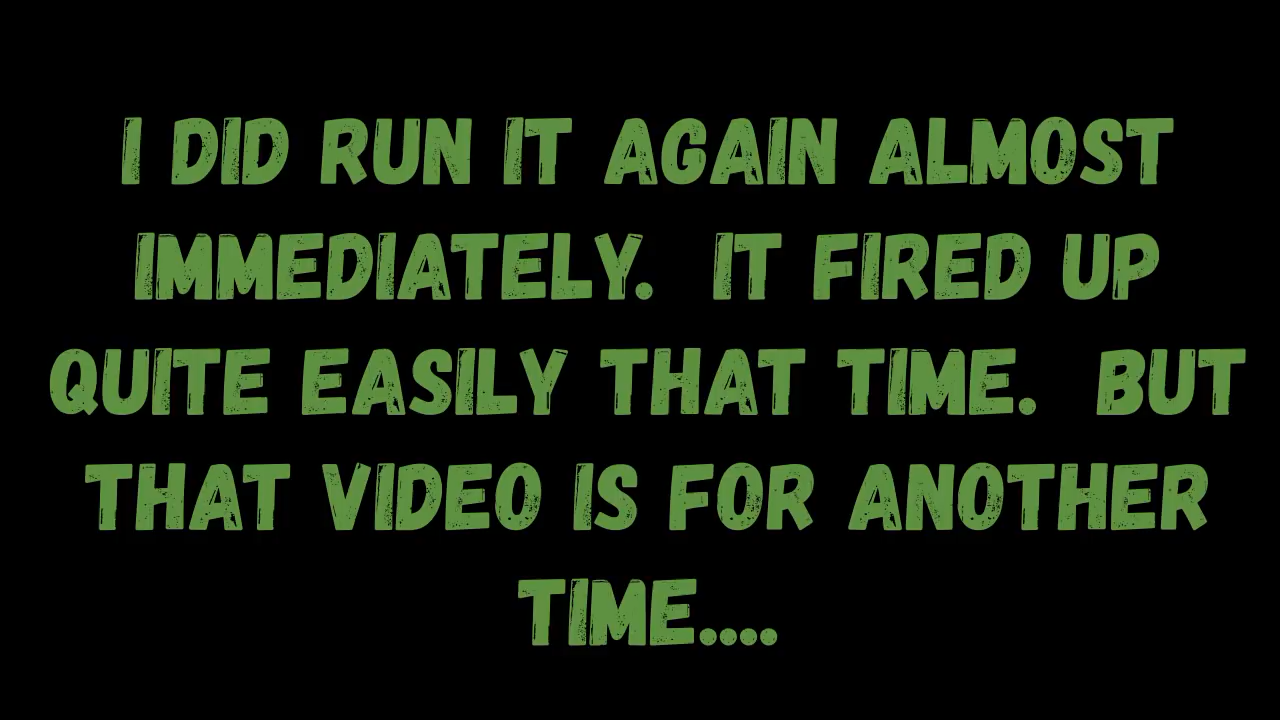 I DID RUN IT AGAIN ALMOST
IMMEDIATELY.  IT FIRED UP
QUITE EASILY THAT TIME.  BUT
THAT VIDEO IS FOR ANOTHER
TIME....